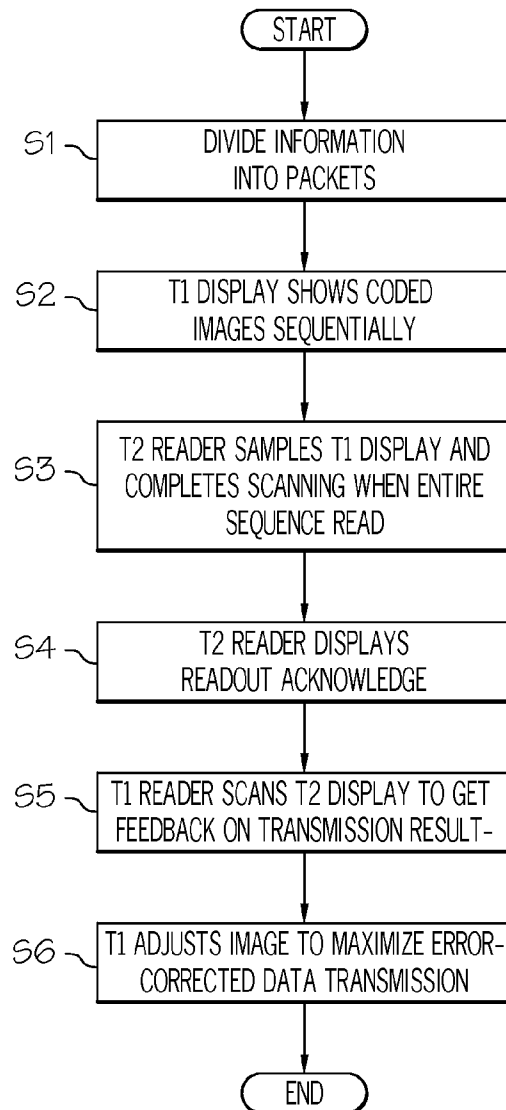 START
S1
DIVIDE INFORMATION
INTO PACKETS
S2
T1 DISPLAY SHOWS CODED
IMAGES SEQUENTIALLY
S3
T2 READER SAMPLES T1 DISPLAY AND
COMPLETES SCANNING WHEN ENTIRE
SEQUENCE READ
S4
T2 READER DISPLAYS
READOUT ACKNOWLEDGE
S5
T1 READER SCANS T2 DISPLAY TO GET
FEEDBACK ON TRANSMISSION RESULT-
S6
T1 ADJUSTS IMAGE TO MAXIMIZE ERROR-
CORRECTED DATA TRANSMISSION
END